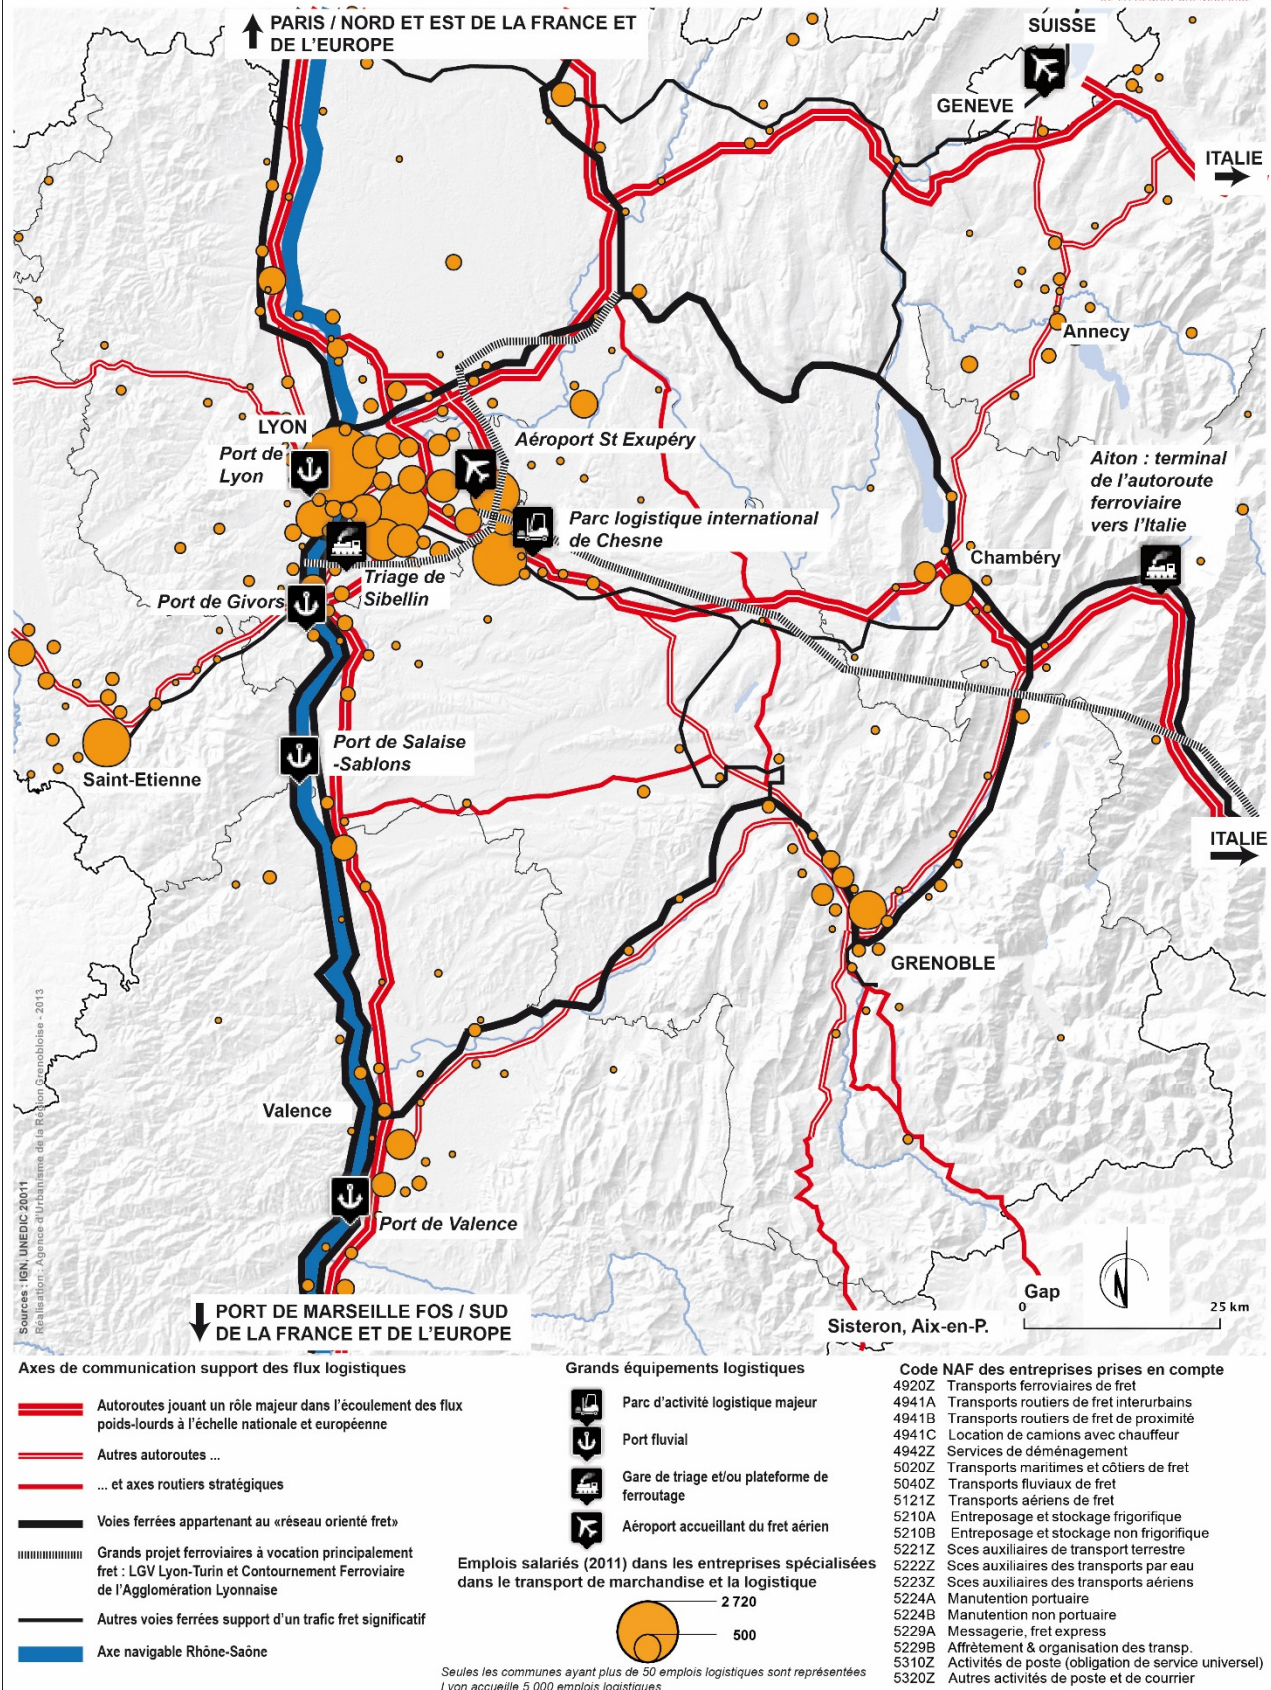 PARIS / NORD ET EST DE LA FRANCE ET
DE L'EUROPE
SUISSE
GENEVE
ITALIE
Annecy
LYON
Port de
Lyon
Aéroport St Exupéry
Aiton : terminal
de l'autoroute
ferroviaire
vers l'Italie
Parc logistique international
de Chesne
Chambéry
Triage de
Sibellin
Port de Givors
Port de Salaise
-Sablons
Saint-Etienne
ITALIE
GRENOBLE
Valence
Port de Valence
Gap
Sisteron, Aix-en-P.
N
0 25 km
PORT DE MARSEILLE FOS / SUD
DE LA FRANCE ET DE L'EUROPE
Sources : IGN, UNEDIC 20011
Réalisation : Agence d'Urbanisme de la Région Grenobloise - 2013
Axes de communication support des flux logistiques
Autoroutes jouant un rôle majeur dans l'écoulement des flux
poids-lourds à l'échelle nationale et européenne
Autres autoroutes ...
... et axes routiers stratégiques
Voies ferrées appartenant au «réseau orienté fret»
Grands projet ferroviaires à vocation principalement
fret : LGV Lyon-Turin et Contournement Ferroviaire
de l'Agglomération Lyonnaise
Autres voies ferrées support d'un trafic fret significatif
Axe navigable Rhône-Saône
Grands équipements logistiques
Parc d'activité logistique majeur
Port fluvial
Gare de triage et/ou plateforme de
ferroutage
Aéroport accueillant du fret aérien
Emplois salariés (2011) dans les entreprises spécialisées
dans le transport de marchandise et la logistique
2 720
500
Seules les communes ayant plus de 50 emplois logistiques sont représentées
Lyon accueille 5 000 emplois logistiques
Code NAF des entreprises prises en compte
4920Z Transports ferroviaires de fret
4941A Transports routiers de fret interurbains
4941B Transports routiers de fret de proximité
4941C Location de camions avec chauffeur
4942Z Services de déménagement
5020Z Transports maritimes et côtiers de fret
5040Z Transports fluviaux de fret
5121Z Transports aériens de fret
5210A Entreposage et stockage frigorifique
5210B Entreposage et stockage non frigorifique
5221Z Sces auxiliaires de transport terrestre
5222Z Sces auxiliaires des transports par eau
5223Z Sces auxiliaires des transports aériens
5224A Manutention portuaire
5224B Manutention non portuaire
5229A Messagerie, fret express
5229B Affrètement & organisation des transp.
5310Z Activités de poste (obligation de service universel)
5320Z Autres activités de poste et de courrier